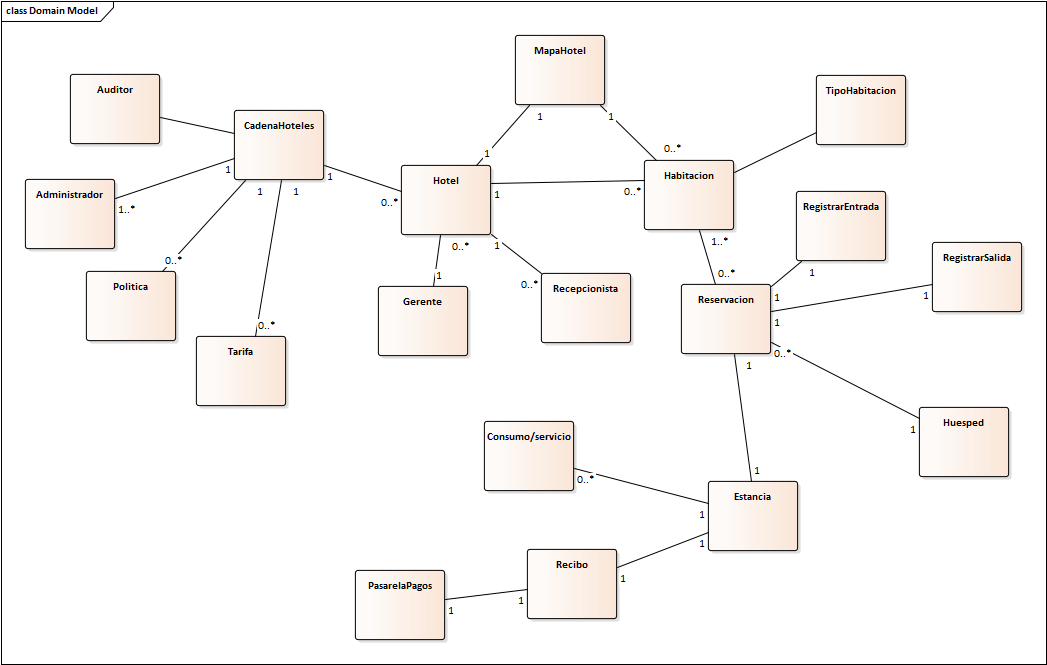 class Domain Model
MapaHotel
Auditor
TipoHabitacion
CadenaHoteles
1
1
1
0..*
1
Habitacion
Hotel
1
Administrador
1
1
1
0..*
1
0..*
RegistrarEntrada
1..*
1..*
0..*
1
0..*
RegistrarSalida
0..*
1
1
Politica
0..*
Recepcionista
1
1
Gerente
Reservacion
1
0..*
Tarifa
0..*
1
Huesped
1
Consumo/servicio
1
0..*
Estancia
1
1
Recibo
1
PasarelaPagos
1
1